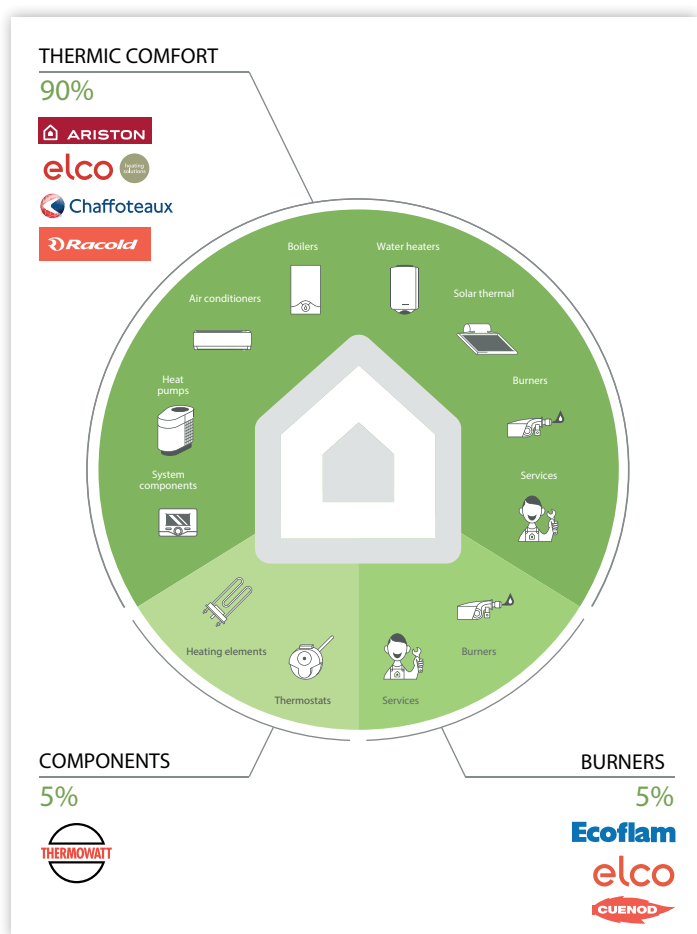 THERMIC COMFORT
90%
ARISTON
elco heating solutions
Chaffoteaux
Racold
Boilers
Water heaters
Air conditioners
Solar thermal
Heat
pumps
Burners
System
components
Services
Heating elements
Burners
Thermostats
Services
COMPONENTS
5%
THERMOWATT
BURNERS
5%
Ecoflam
elco
CUENOD